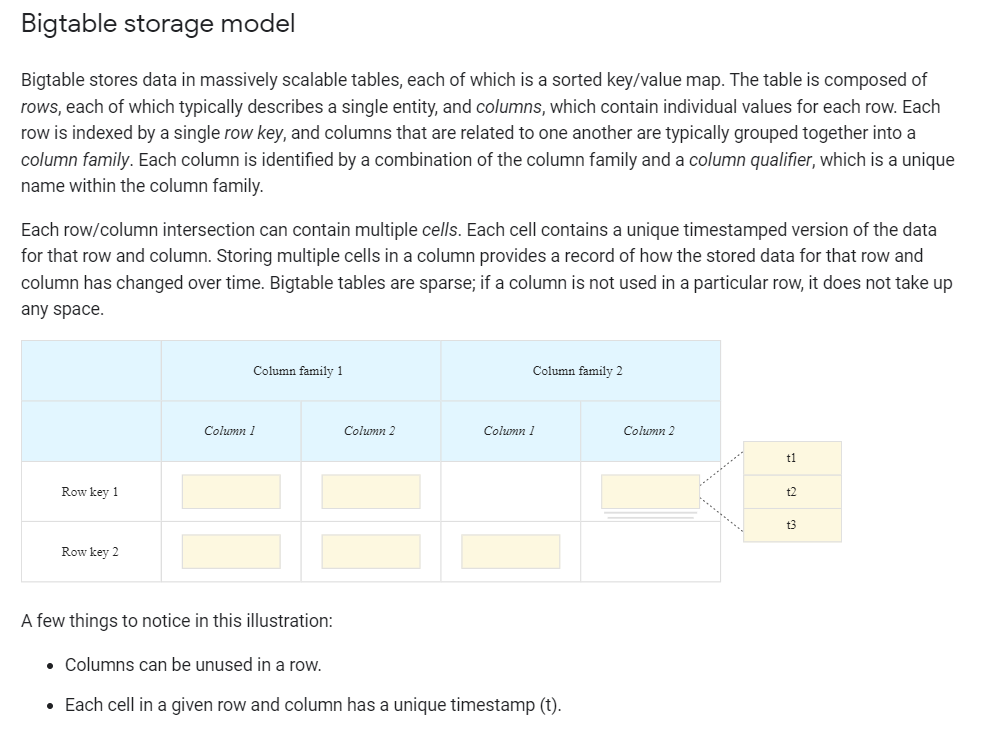 Bigtable storage model
Bigtable stores data in massively scalable tables, each of which is a sorted key/value map. The table is composed of
rows, each of which typically describes a single entity, and columns, which contain individual values for each row. Each
row is indexed by a single row key, and columns that are related to one another are typically grouped together into a
column family. Each column is identified by a combination of the column family and a column qualifier, which is a unique
name within the column family.
Each row/column intersection can contain multiple cells. Each cell contains a unique timestamped version of the data
for that row and column. Storing multiple cells in a column provides a record of how the stored data for that row and
column has changed over time. Bigtable tables are sparse; if a column is not used in a particular row, it does not take up
any space.
Column family 1 Column family 2
Column 1 Column 2 Column 1 Column 2
t1
Row key 1 t2
t3
Row key 2
A few things to notice in this illustration:
• Columns can be unused in a row.
• Each cell in a given row and column has a unique timestamp (t).